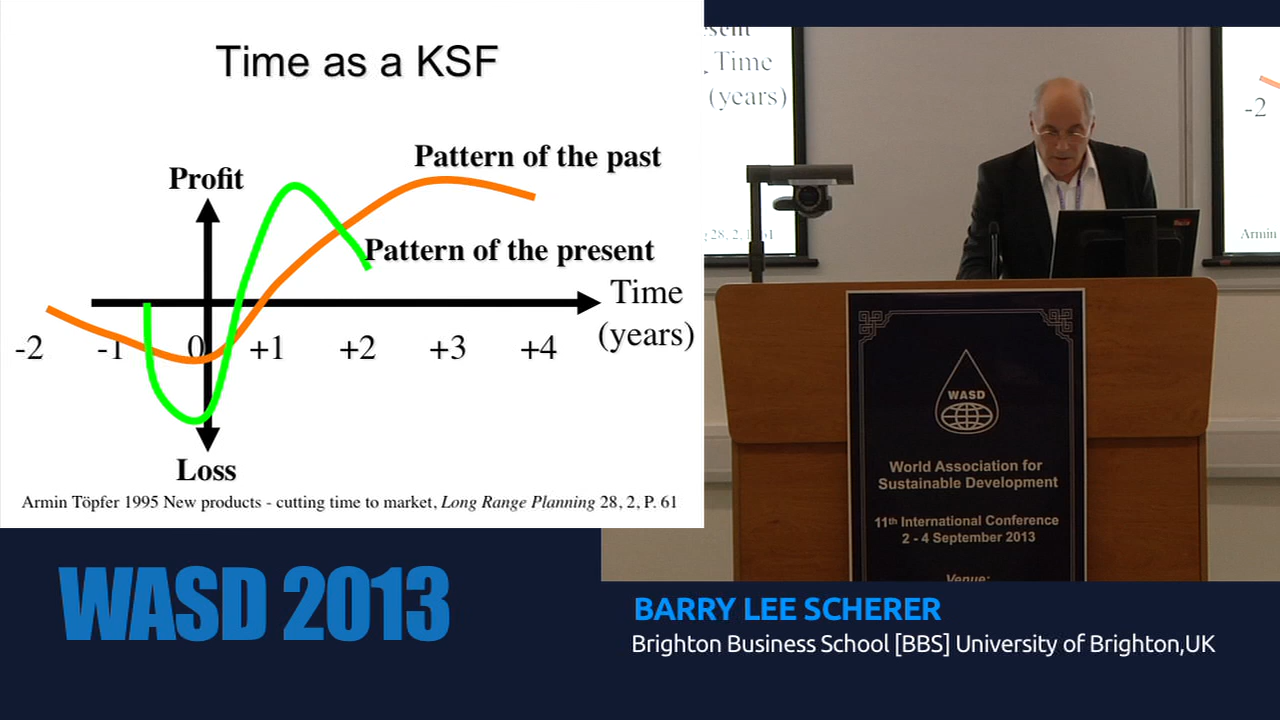 Time as a KSF
Pattern of the past
Profit
Pattern of the present
Time
(years)
-2 -1 0 +1 +2 +3 +4
Loss
Armin Töpfer 1995 New products - cutting time to market, Long Range Planning 28, 2, P. 61
Time
(years)
-2
Armin
WASD
World Association for
Sustainable Development
11th International Conference
2 - 4 September 2013
Venue:
WASD 2013
BARRY LEE SCHERER
Brighton Business School [BBS] University of Brighton,UK